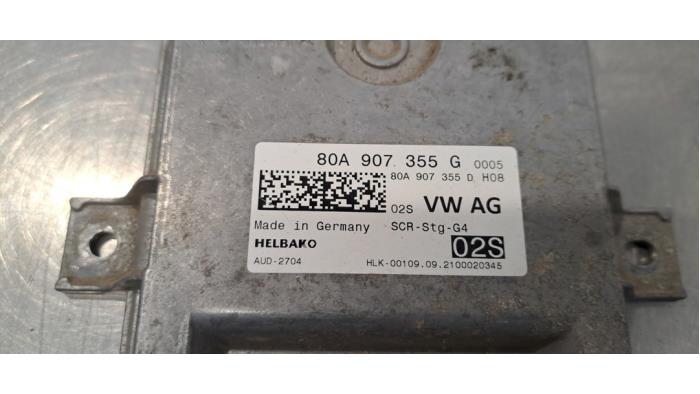 80A 907 355 G 0005
80A 907 355 D H08
02S VW AG
Made in Germany SCR-Stg-G4
HELBAKO 02S
AUD-2704 HLK-00109.09.2100020345